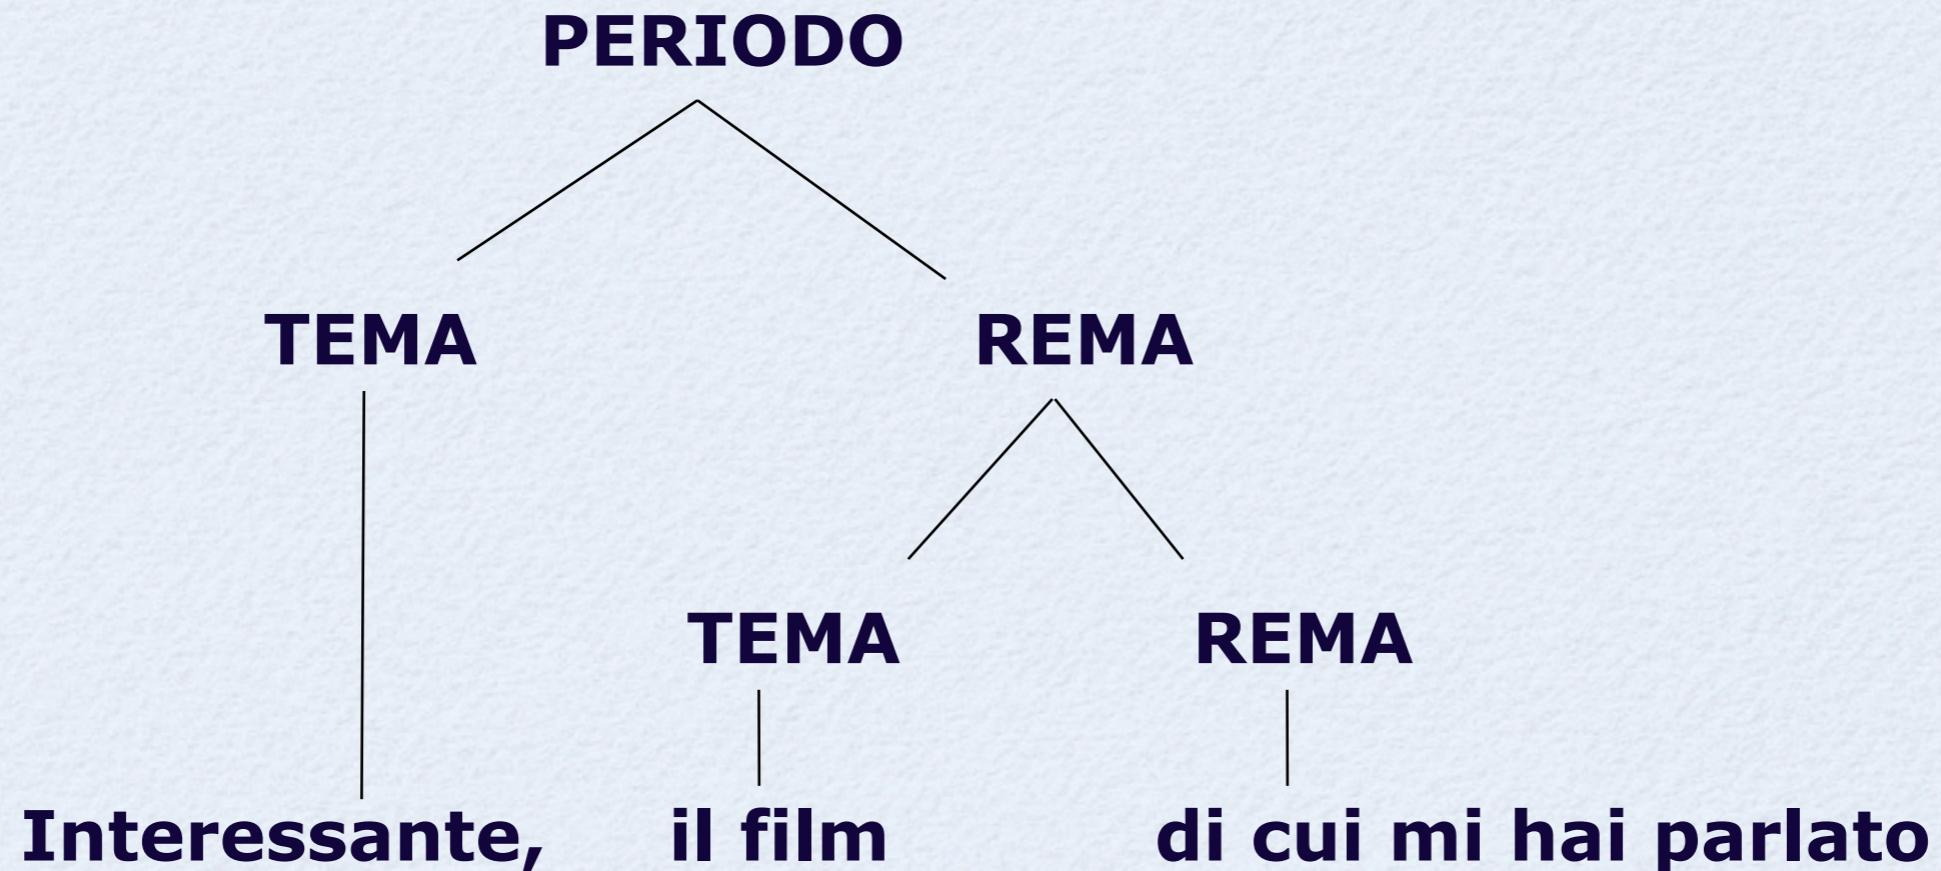 PERIODO
TEMA REMA
TEMA REMA
Interessante, il film di cui mi hai parlato